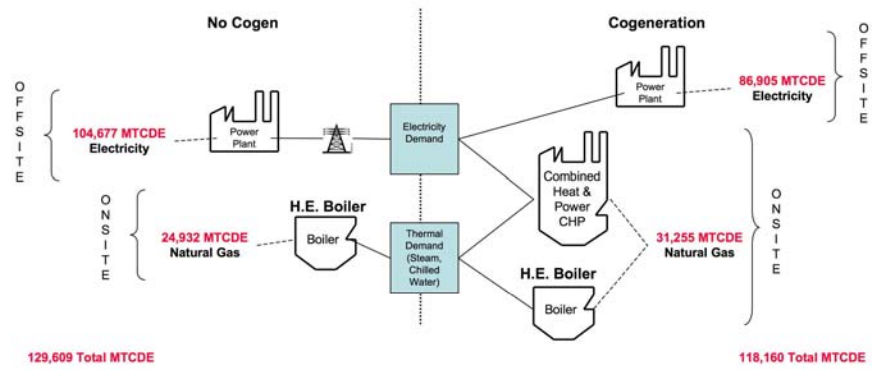 No Cogen
Cogeneration
OFFSITE
104,677 MTCDE
Electricity
Power
Plant
Electricity
Demand
Power
Plant
86,905 MTCDE
Electricity
OFFSITE
ONSITE
24,932 MTCDE
Natural Gas
H.E. Boiler
Boiler
Thermal
Demand
(Steam,
Chilled
Water)
Combined
Heat &
Power
CHP
H.E. Boiler
Boiler
31,255 MTCDE
Natural Gas
ONSITE
129,609 Total MTCDE
118,160 Total MTCDE